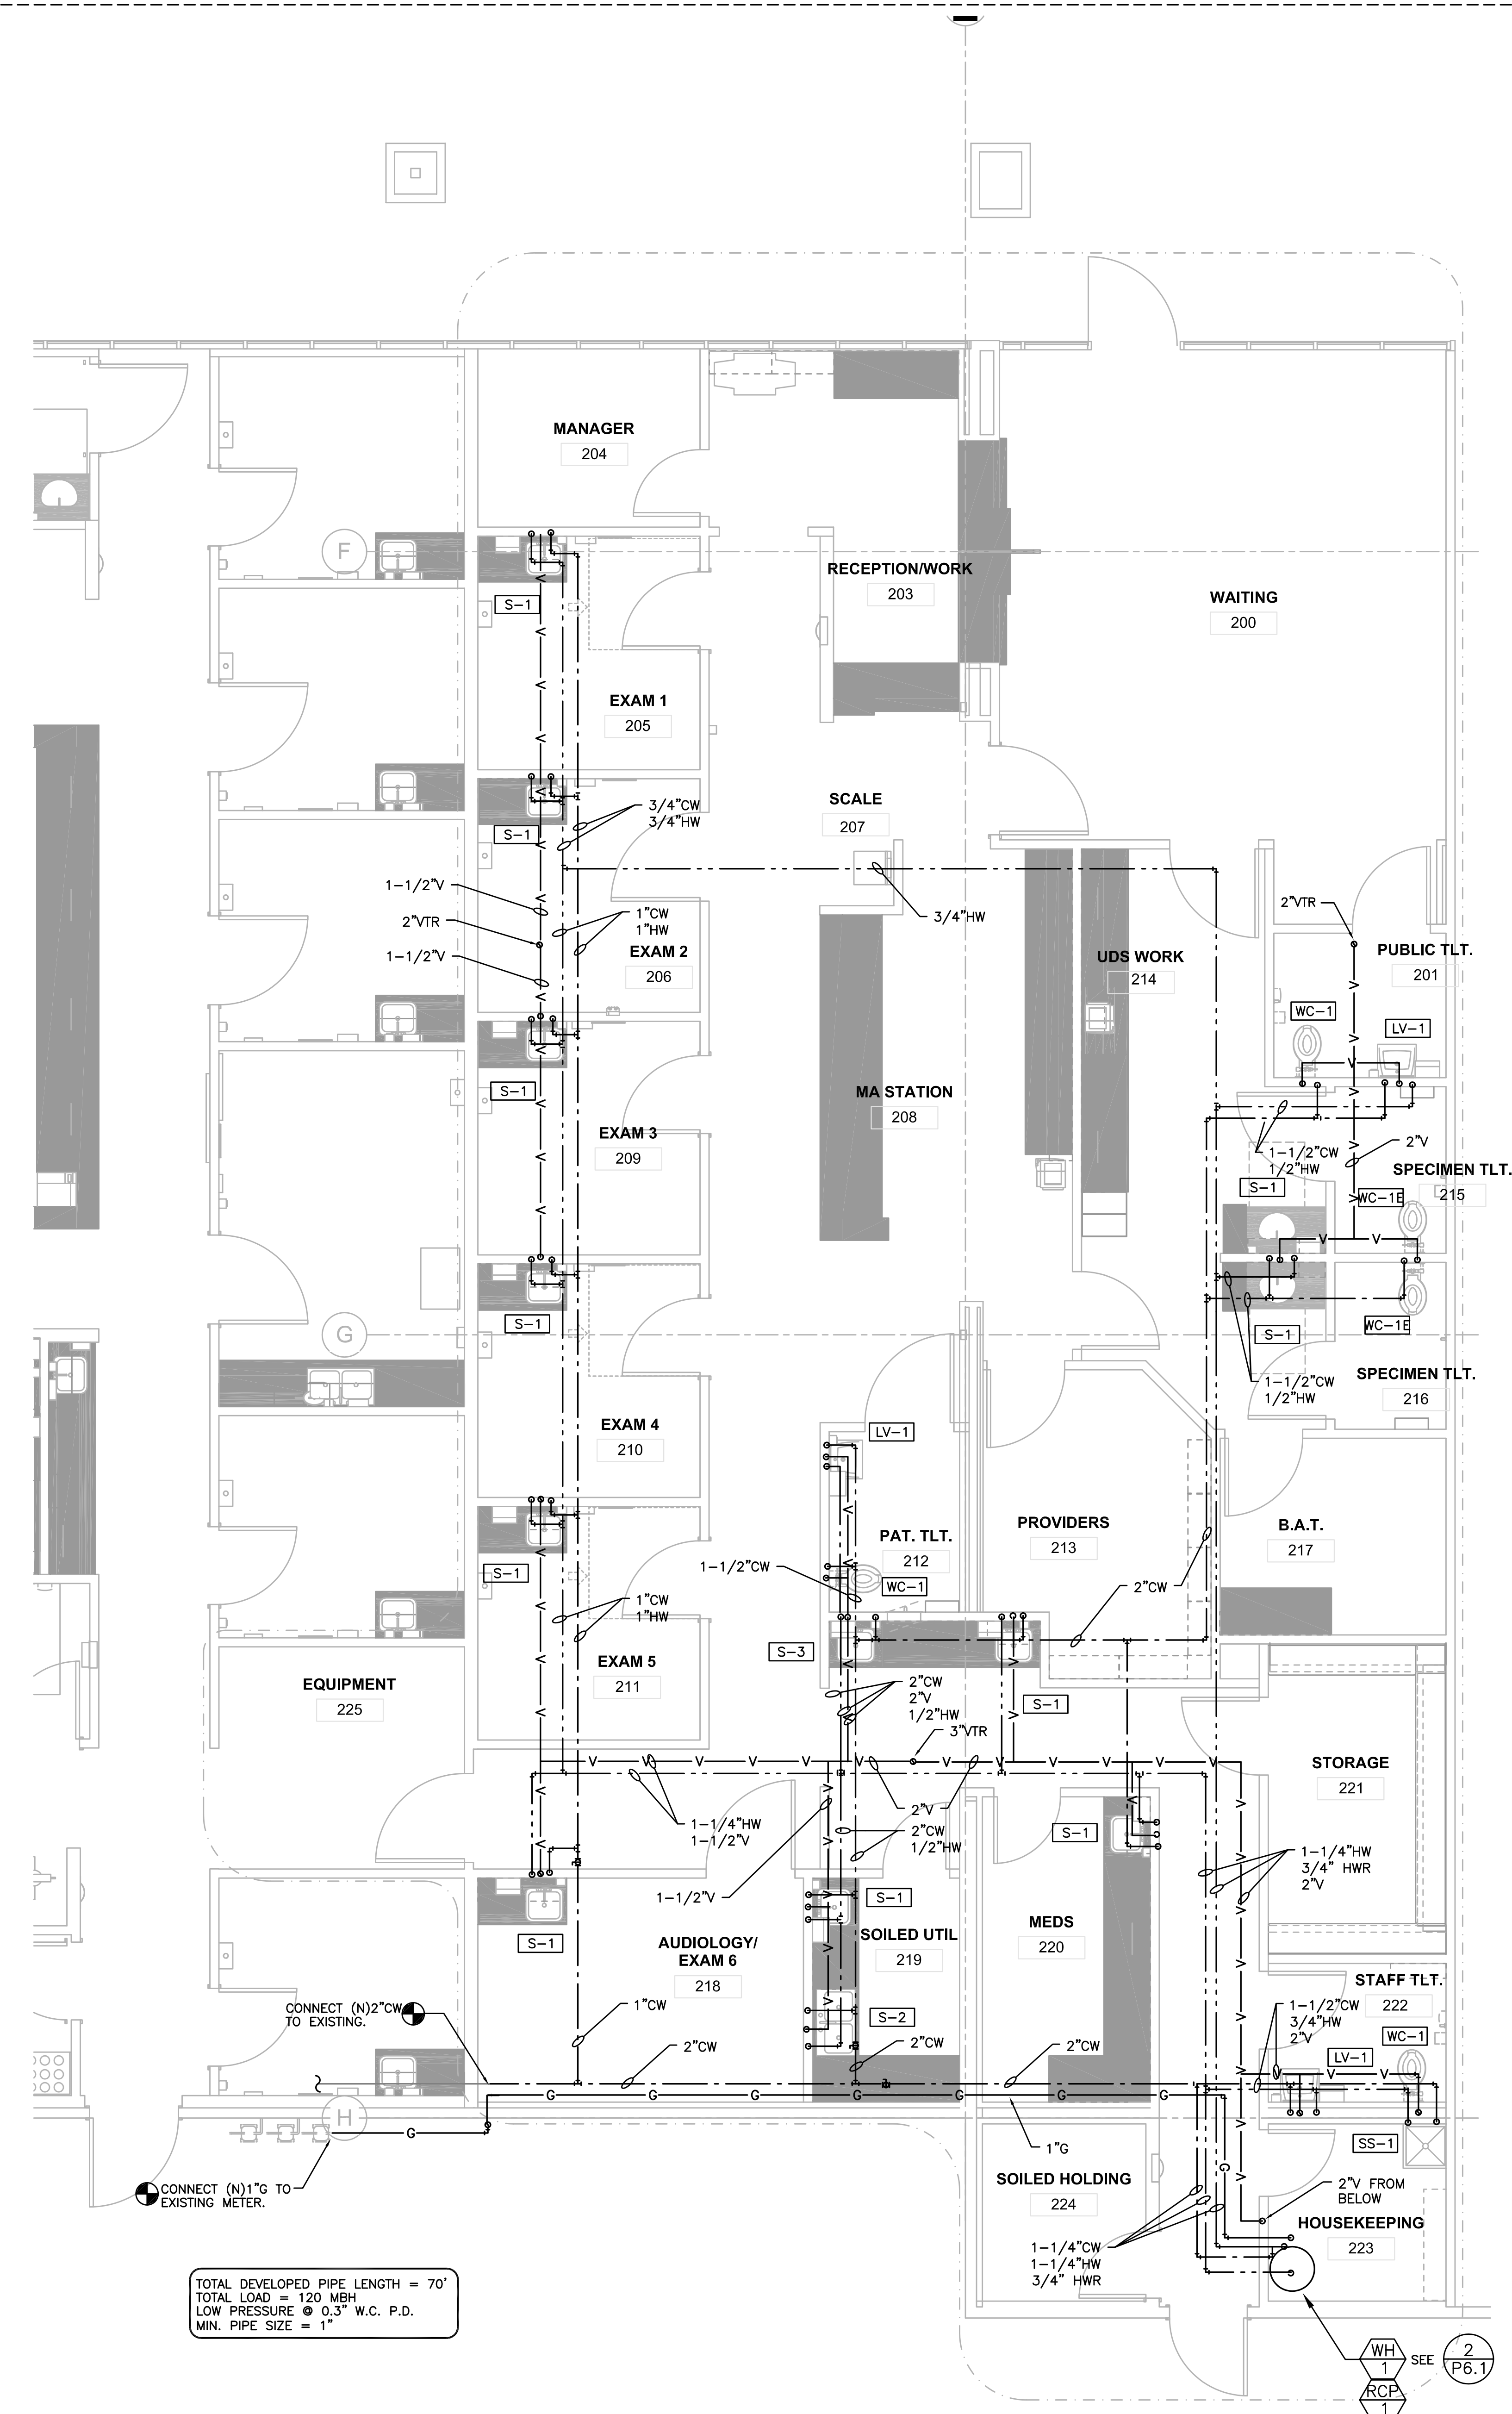 MANAGER
204
F
RECEPTION/WORK
203
WAITING
200
S-1
EXAM 1
205
SCALE
207
3/4"CW
3/4"HW
S-1
1-1/2"V
2"VTR
1-1/2"V
1"CW
1"HW
EXAM 2
206
3/4"HW
UDS WORK
214
2"VTR
PUBLIC TLT.
201
WC-1
LV-1
S-1
MA STATION
208
EXAM 3
209
1-1/2"CW
1/2"HW
2"V
SPECIMEN TLT.
215
S-1
WC-1E
S-1
G
WC-1E
S-1
1-1/2"CW
1/2"HW
SPECIMEN TLT.
216
EXAM 4
210
LV-1
S-1
PAT. TLT.
212
PROVIDERS
213
B.A.T.
217
1-1/2"CW
WC-1
1"CW
1"HW
2"CW
EXAM 5
211
S-3
EQUIPMENT
225
2"CW
2"V
1/2"HW
S-1
3"VTR
STORAGE
221
1-1/4"HW
1-1/2"V
2"V
2"CW
1/2"HW
S-1
1-1/4"HW
3/4" HWR
2"V
1-1/2"V
S-1
S-1
AUDIOLOGY/
EXAM 6
218
SOILED UTIL
219
MEDS
220
STAFF TLT.
222
CONNECT (N)2"CW
TO EXISTING.
1"CW
2"CW
S-2
2"CW
2"CW
1-1/2"CW
3/4"HW
2"V
WC-1
LV-1
G G G G G G G
H
G
1"G
SS-1
CONNECT (N)1"G TO
EXISTING METER.
SOILED HOLDING
224
G
2"V FROM
BELOW
HOUSEKEEPING
223
1-1/4"CW
1-1/4"HW
3/4" HWR
TOTAL DEVELOPED PIPE LENGTH = 70'
TOTAL LOAD = 120 MBH
LOW PRESSURE @ 0.3" W.C. P.D.
MIN. PIPE SIZE = 1"
WH
1
SEE
2
P6.1
RCP
1